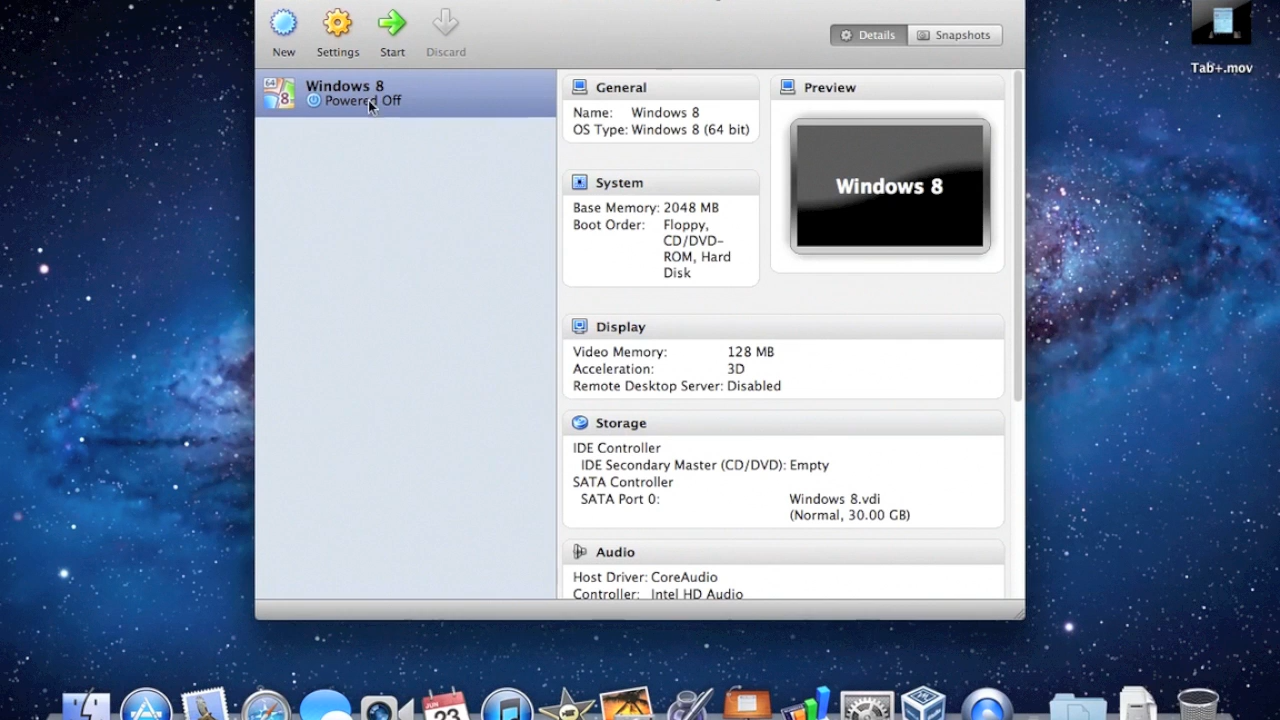 New
Settings
Start
Discard
Details
Snapshots
Tab+.mov
64
8
Windows 8
Powered Off
General
Name: Windows 8
OS Type: Windows 8 (64 bit)
System
Base Memory: 2048 MB
Boot Order: Floppy,
CD/DVD-
ROM, Hard
Disk
Preview
Windows 8
Display
Video Memory: 128 MB
Acceleration: 3D
Remote Desktop Server: Disabled
Storage
IDE Controller
IDE Secondary Master (CD/DVD): Empty
SATA Controller
SATA Port 0: Windows 8.vdi
(Normal, 30.00 GB)
Audio
Host Driver: CoreAudio
Controller: Intel HD Audio
JUN
23